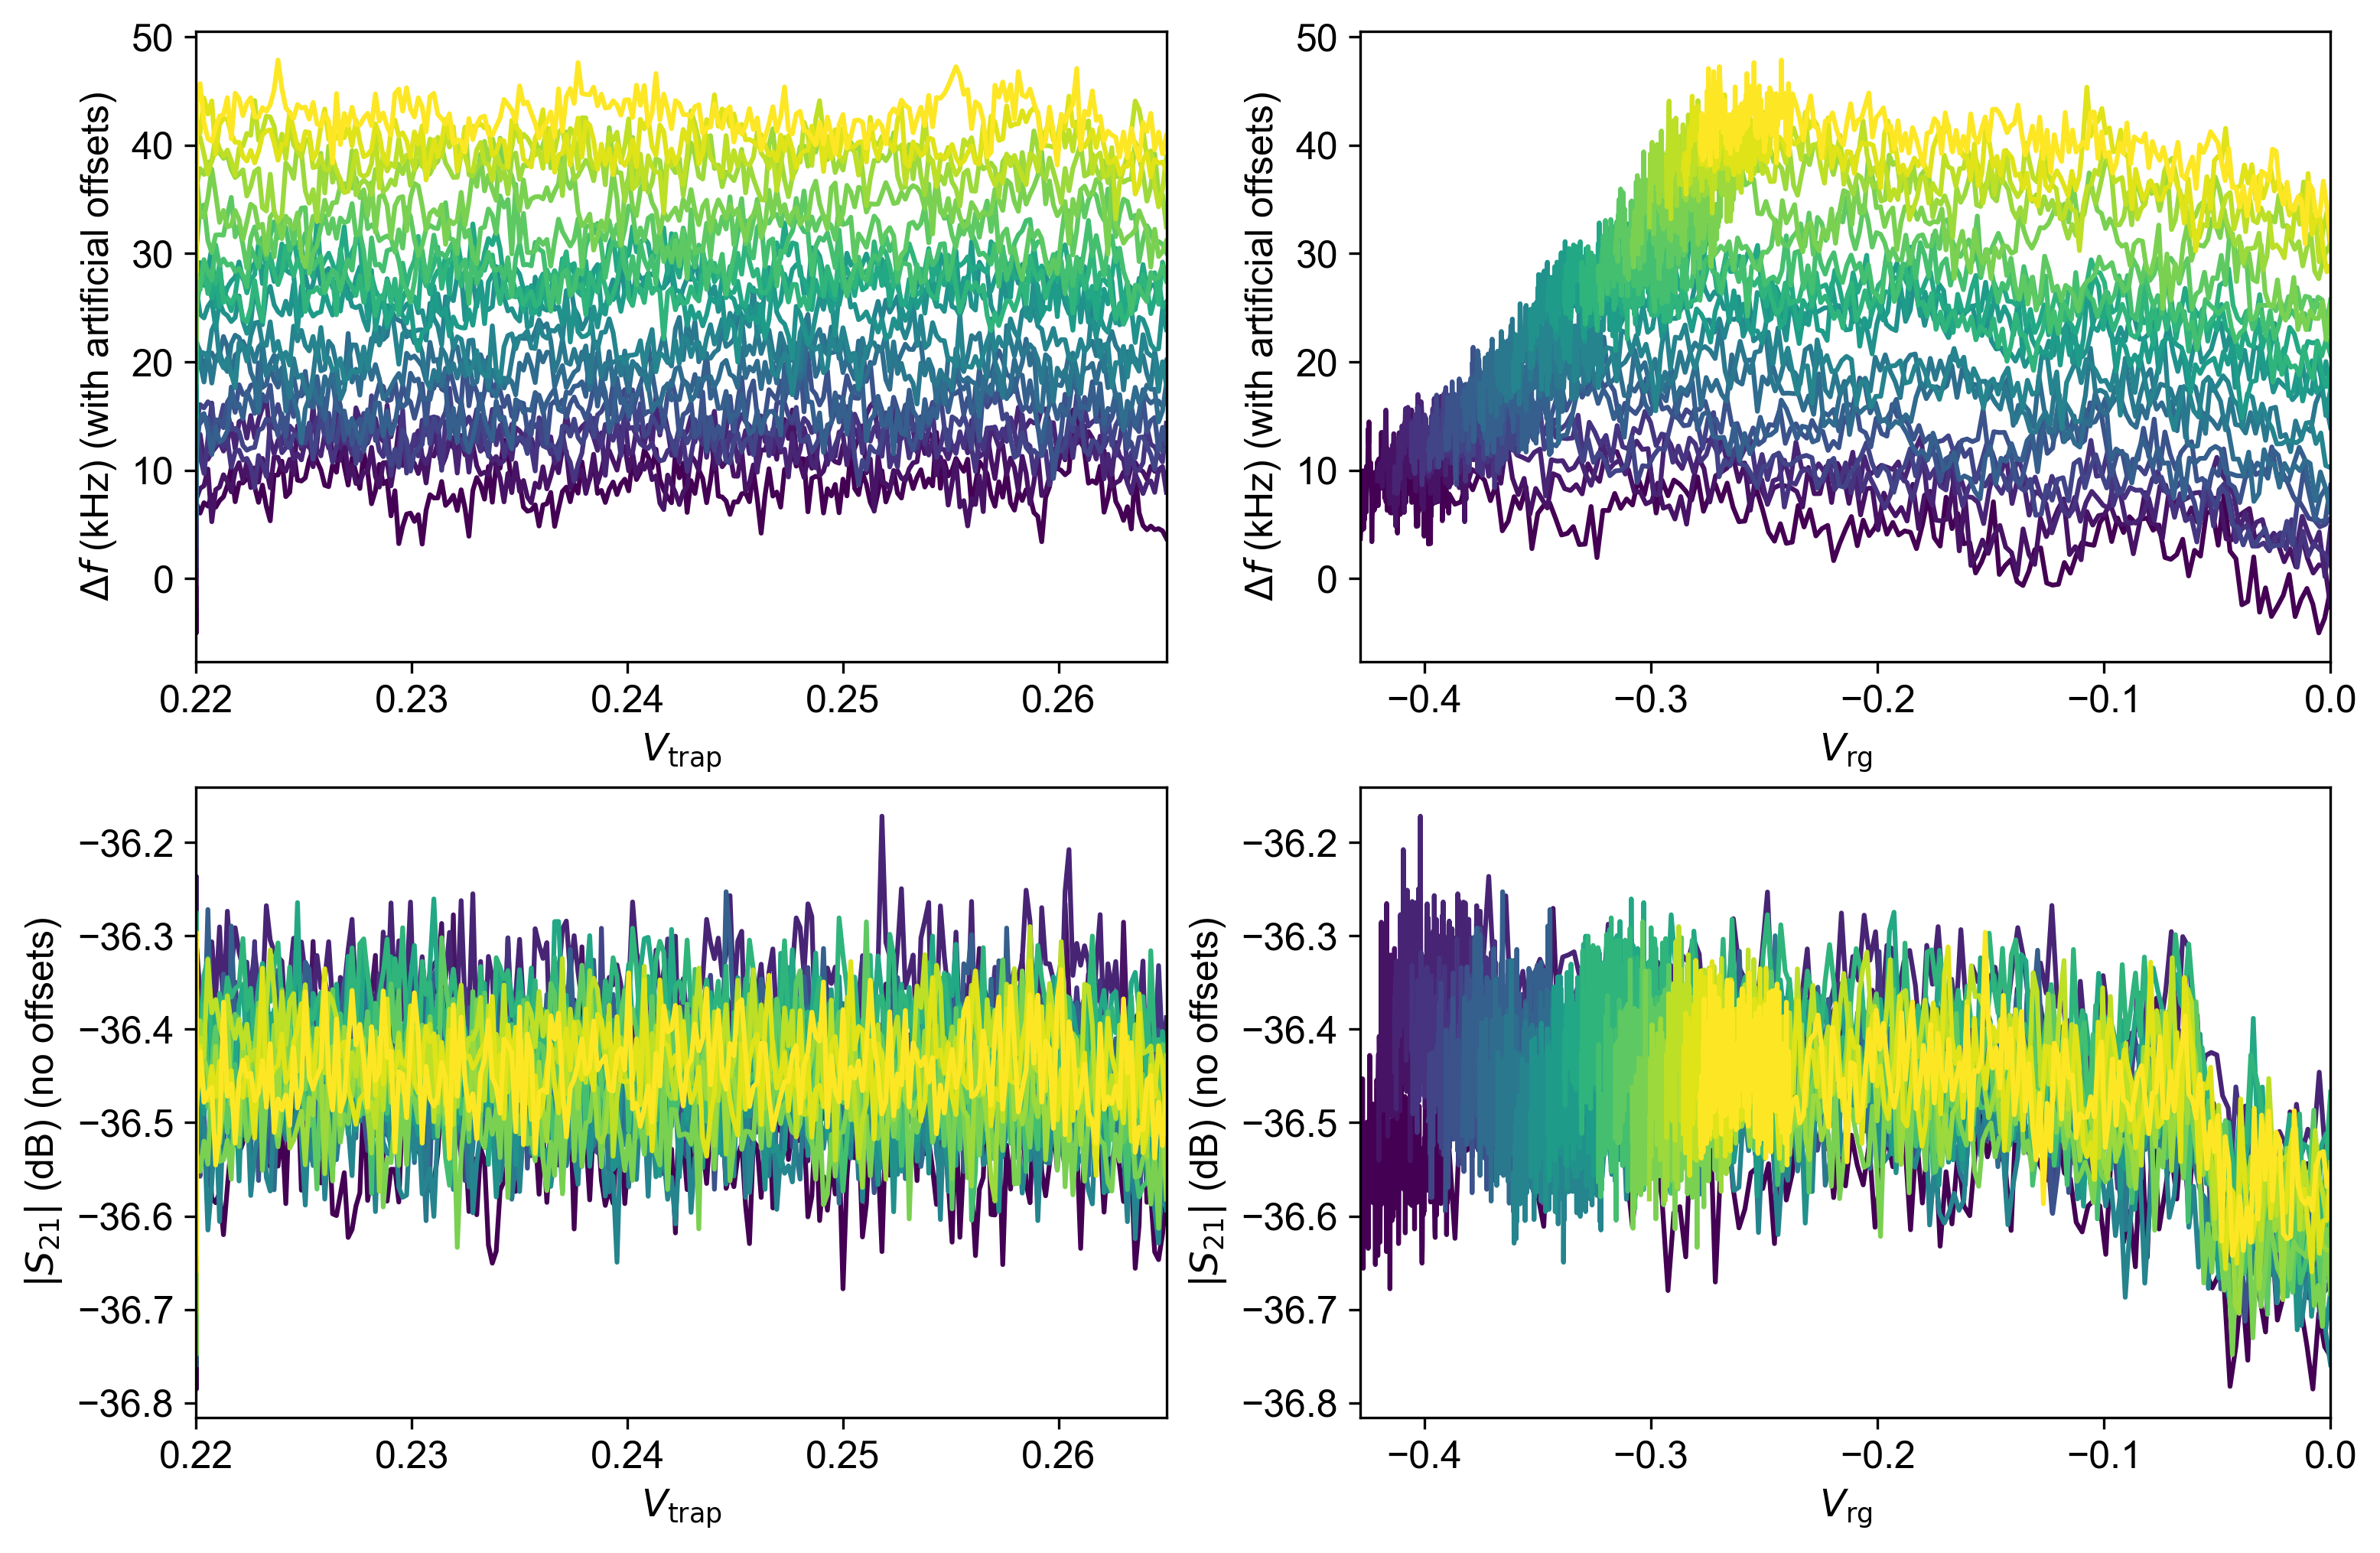 50
40
30
20
10
0
Δf (kHz) (with artificial offsets)
0.22 0.23 0.24 0.25 0.26
V_trap
50
40
30
20
10
0
Δf (kHz) (with artificial offsets)
−0.4 −0.3 −0.2 −0.1 0.0
V_rg
−36.2
−36.3
−36.4
−36.5
−36.6
−36.7
−36.8
|S_21| (dB) (no offsets)
0.22 0.23 0.24 0.25 0.26
V_trap
−36.2
−36.3
−36.4
−36.5
−36.6
−36.7
−36.8
|S_21| (dB) (no offsets)
−0.4 −0.3 −0.2 −0.1 0.0
V_rg